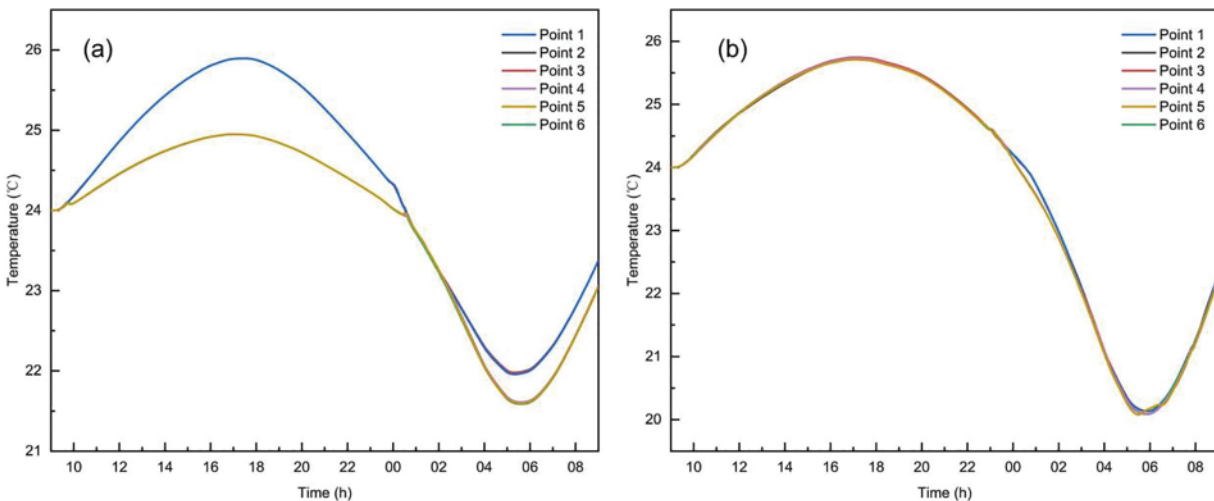 (a)
Point 1
Point 2
Point 3
Point 4
Point 5
Point 6
26
25
24
23
22
21
Temperature (℃)
10 12 14 16 18 20 22 00 02 04 06 08
Time (h)
(b)
Point 1
Point 2
Point 3
Point 4
Point 5
Point 6
26
25
24
23
22
21
20
Temperature (℃)
10 12 14 16 18 20 22 00 02 04 06 08
Time (h)